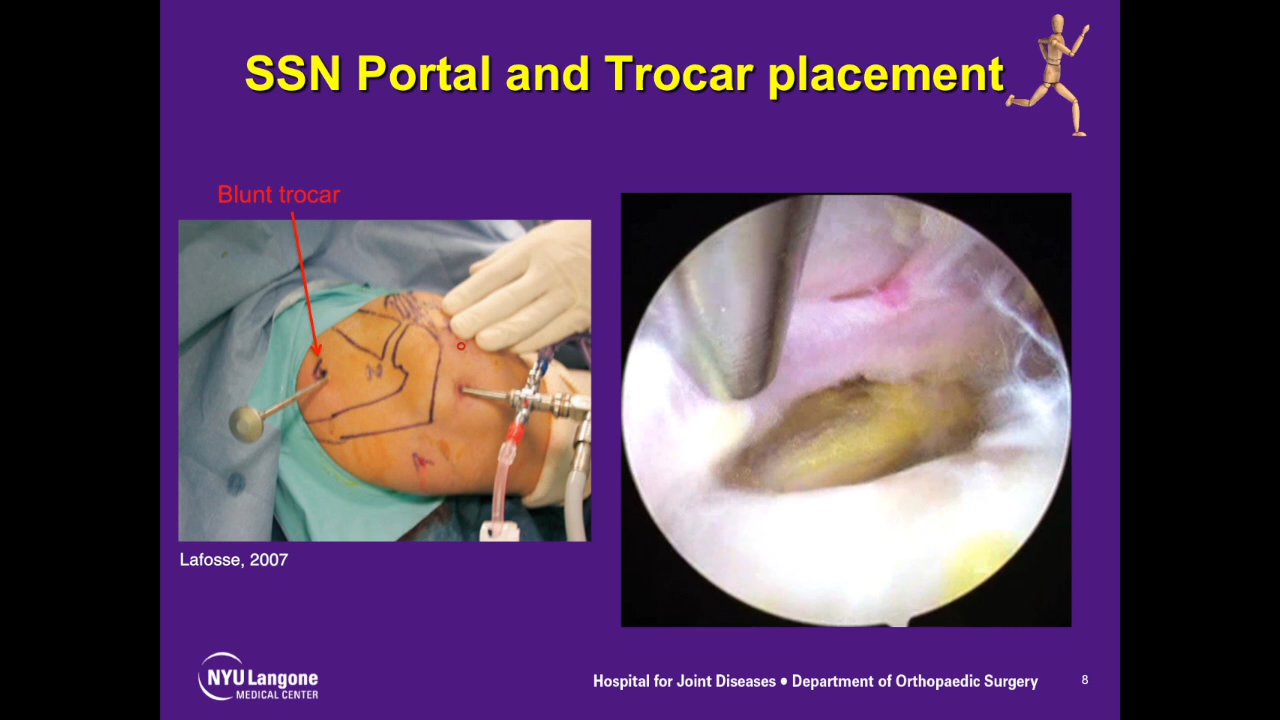 SSN Portal and Trocar placement
Blunt trocar
Lafosse, 2007
NYU Langone
MEDICAL CENTER
Hospital for Joint Diseases • Department of Orthopaedic Surgery
8